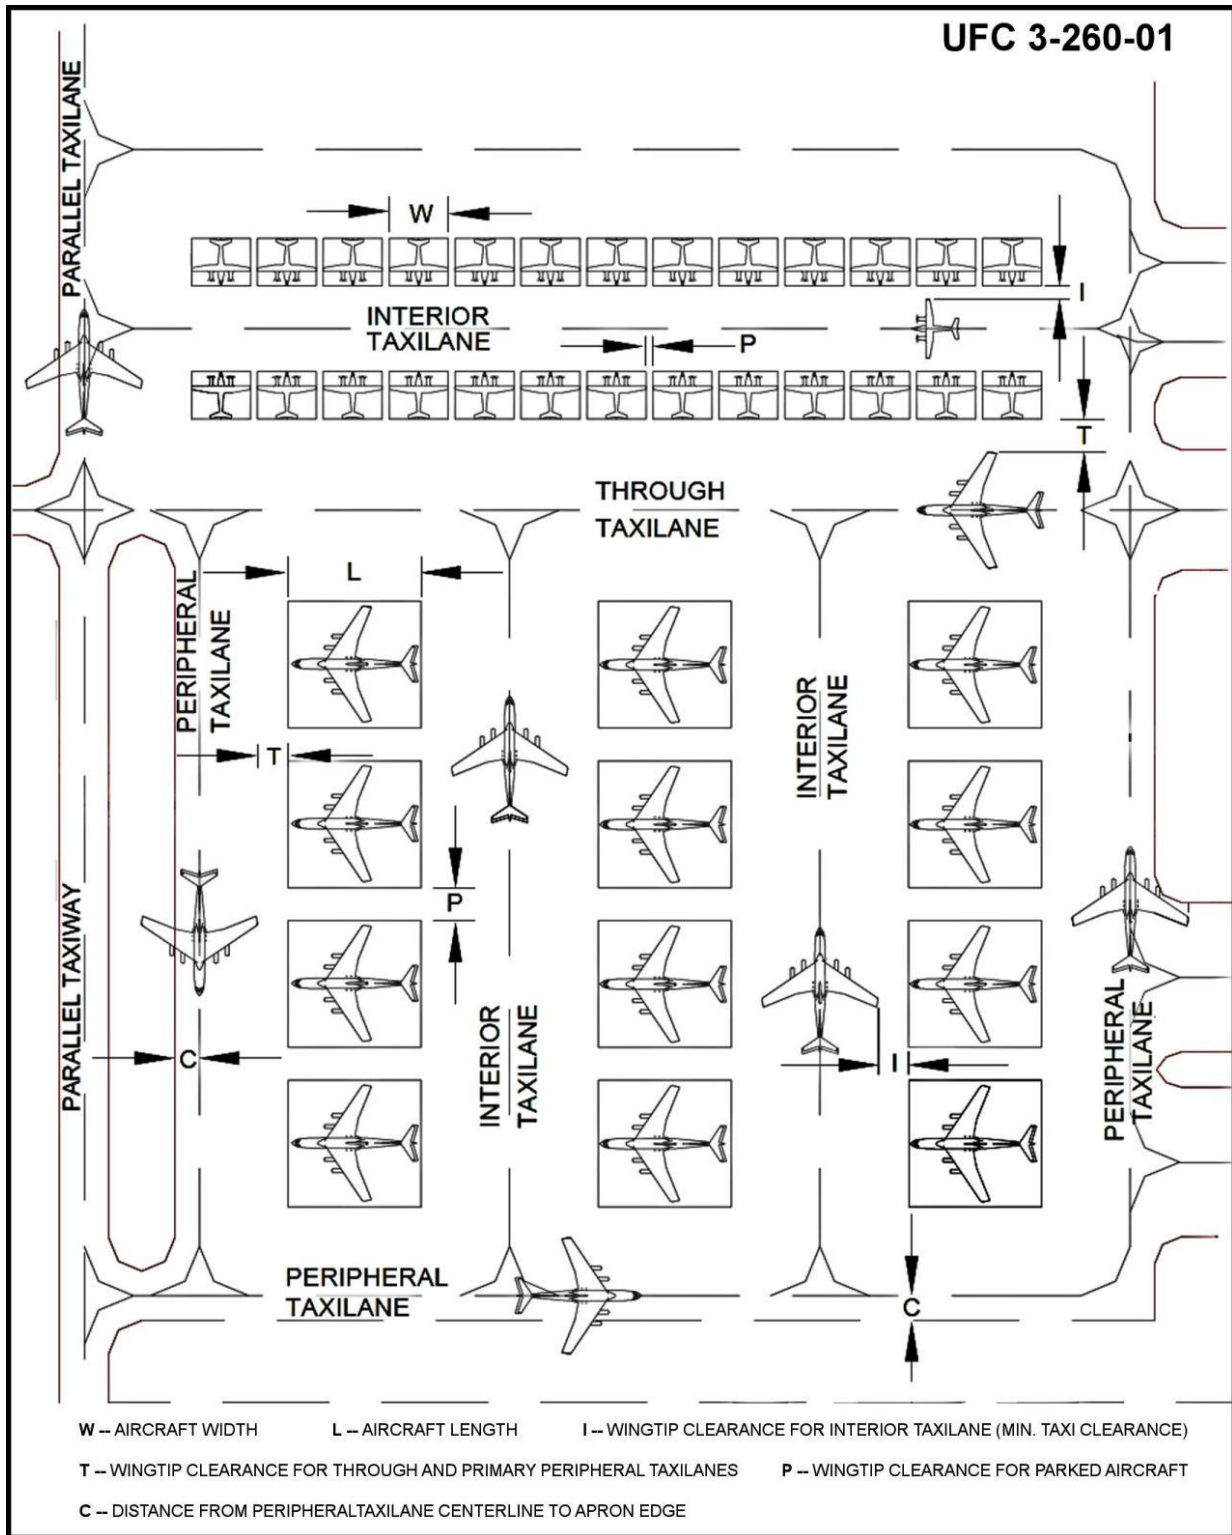 UFC 3-260-01
PARALLEL TAXILANE
W
I
INTERIOR
TAXILANE
P
T
THROUGH
TAXILANE
L
PERIPHERAL
TAXILANE
INTERIOR
TAXILANE
T
P
PARALLEL TAXIWAY
C
INTERIOR
TAXILANE
I
PERIPHERAL
TAXILANE
PERIPHERAL
TAXILANE
C
W -- AIRCRAFT WIDTH L -- AIRCRAFT LENGTH I -- WINGTIP CLEARANCE FOR INTERIOR TAXILANE (MIN. TAXI CLEARANCE)
T -- WINGTIP CLEARANCE FOR THROUGH AND PRIMARY PERIPHERAL TAXILANES P -- WINGTIP CLEARANCE FOR PARKED AIRCRAFT
C -- DISTANCE FROM PERIPHERALTAXILANE CENTERLINE TO APRON EDGE